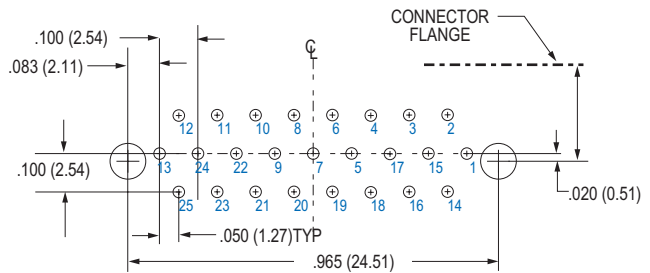 CONNECTOR
FLANGE
.100 (2.54)
.083 (2.11)
℄
12 11 10 8 6 4 3 2
13 24 22 9 7 5 17 15 1
.100 (2.54)
.020 (0.51)
25 23 21 20 19 18 16 14
.050 (1.27)TYP
.965 (24.51)